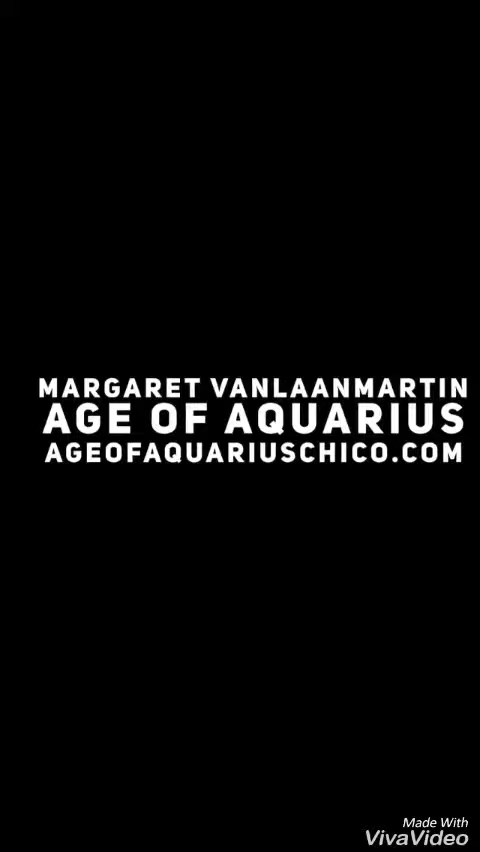 MARGARET VANLAANMARTIN
AGE OF AQUARIUS
AGEOFAQUARIUSCHICO.COM
Made With
VivaVideo